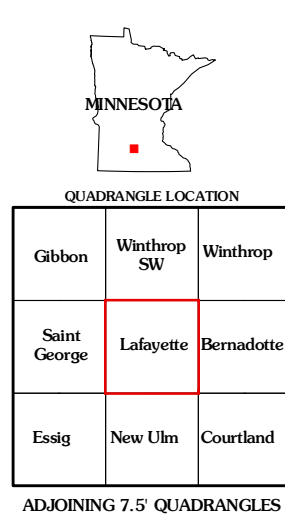 MINNESOTA
QUADRANGLE LOCATION
Gibbon
Winthrop
SW
Winthrop
Saint
George
Lafayette
Bernadotte
Essig
New Ulm
Courtland
ADJOINING 7.5' QUADRANGLES